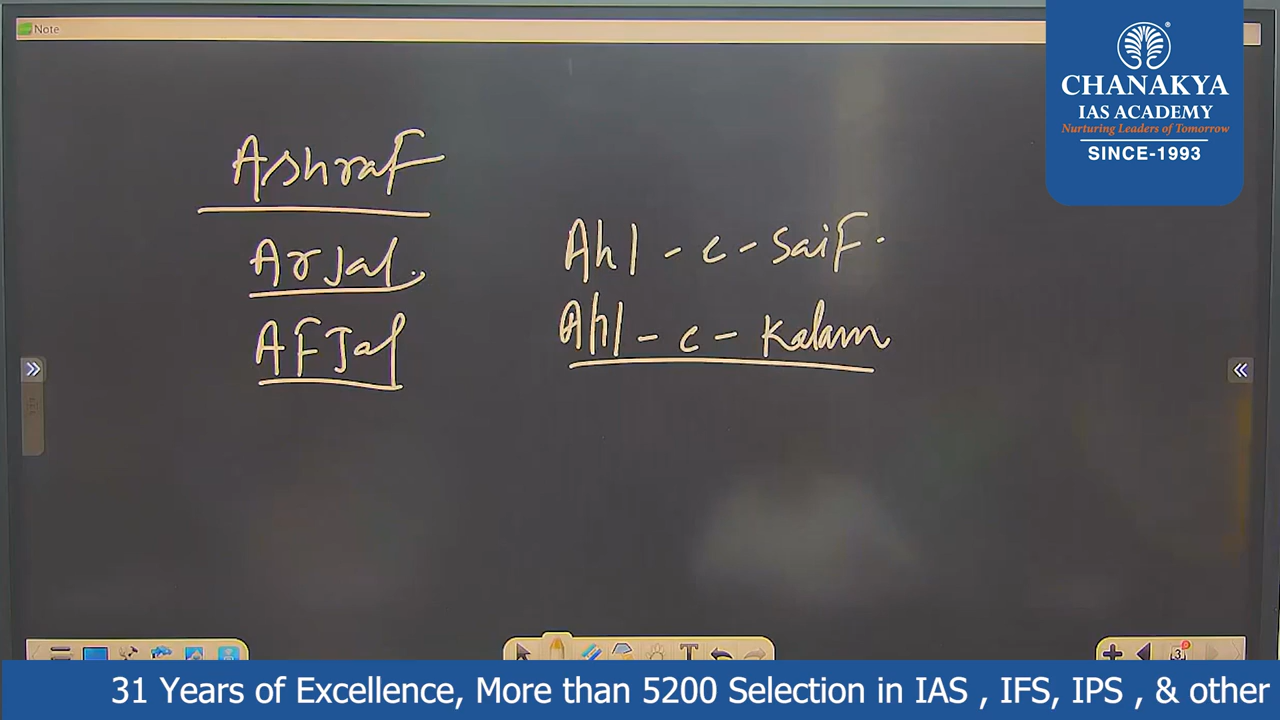 Note
CHANAKYA
IAS ACADEMY
Nurturing Leaders of Tomorrow
SINCE-1993
Ashraf
Arjal.
AFJal
Ahl-e-SaiF.
Ahl-e-Kalam
3
31 Years of Excellence, More than 5200 Selection in IAS , IFS, IPS , & other